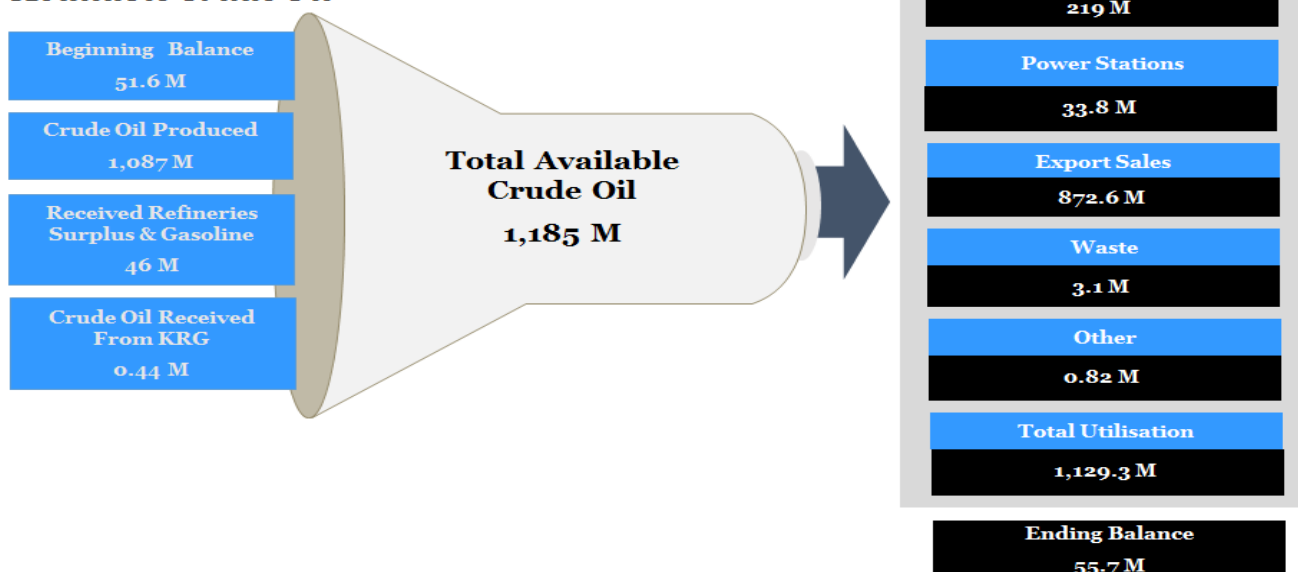 Beginning Balance
51.6 M
Crude Oil Produced
1,087 M
Received Refineries
Surplus & Gasoline
46 M
Crude Oil Received
From KRG
0.44 M
Total Available
Crude Oil
1,185 M
219 M
Power Stations
33.8 M
Export Sales
872.6 M
Waste
3.1 M
Other
0.82 M
Total Utilisation
1,129.3 M
Ending Balance
55.7 M